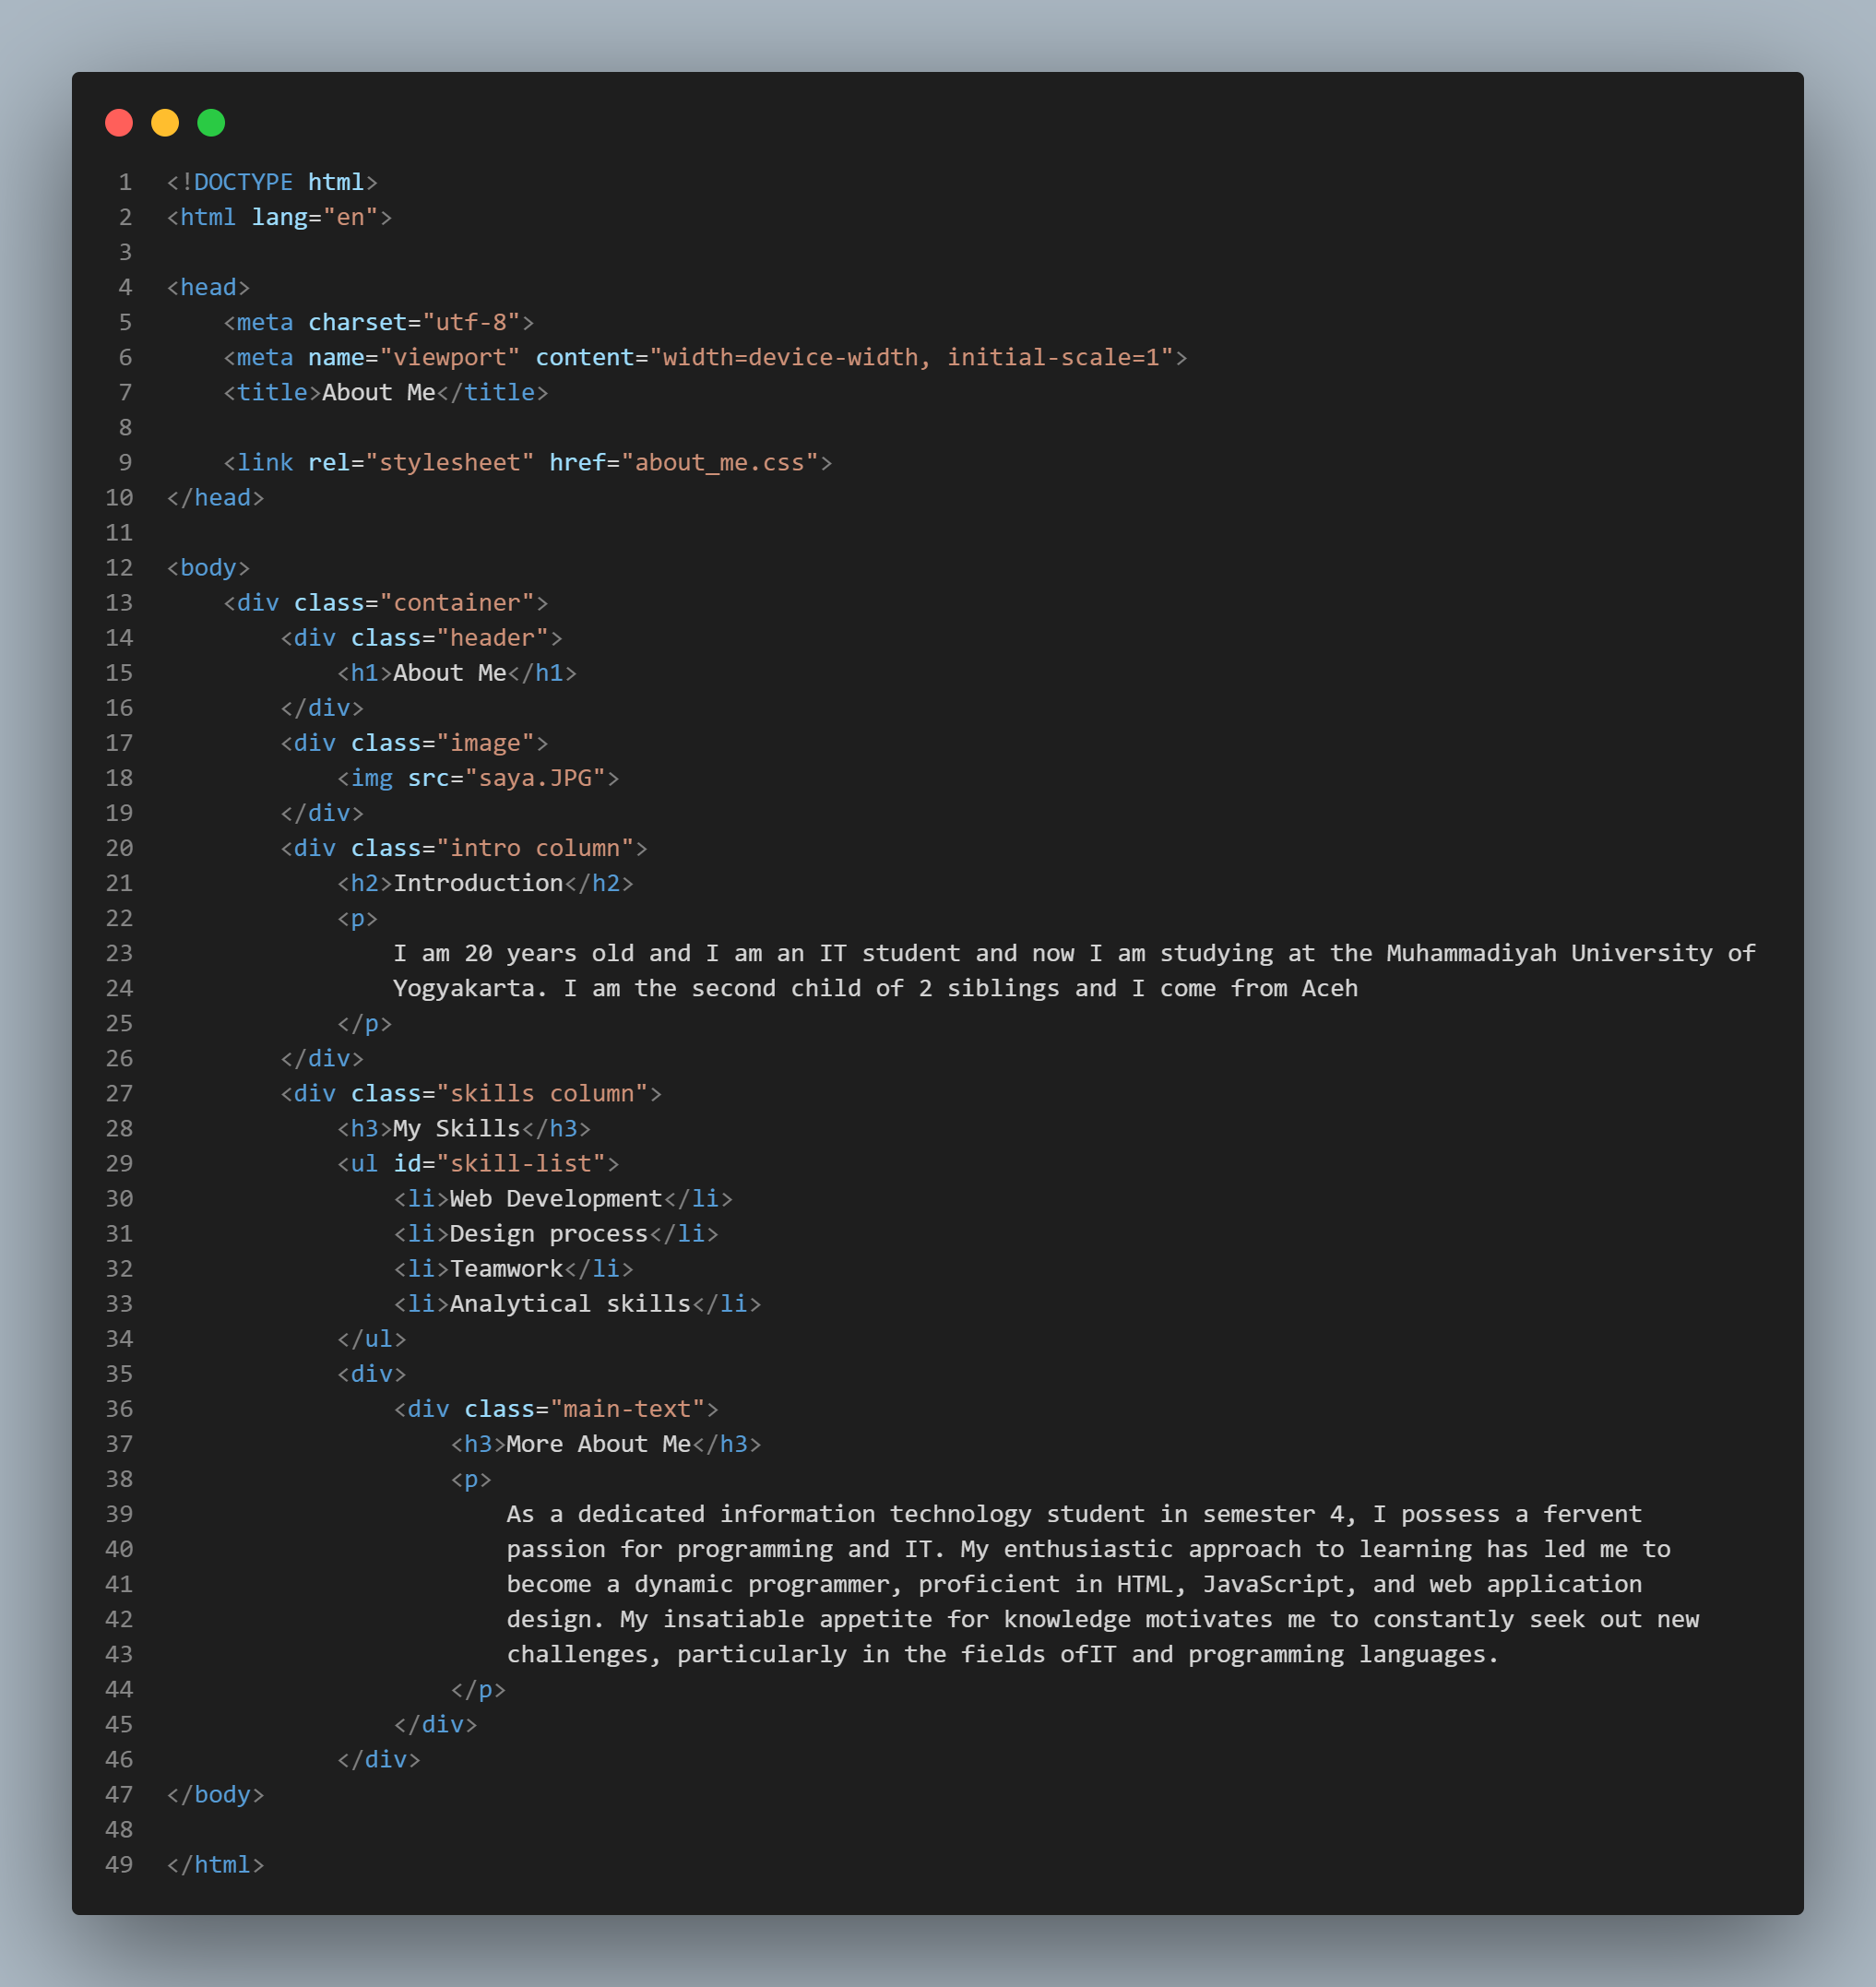 1 <!DOCTYPE html>
2 <html lang="en">
3
4 <head>
5     <meta charset="utf-8">
6     <meta name="viewport" content="width=device-width, initial-scale=1">
7     <title>About Me</title>
8
9     <link rel="stylesheet" href="about_me.css">
10 </head>
11
12 <body>
13     <div class="container">
14         <div class="header">
15             <h1>About Me</h1>
16         </div>
17         <div class="image">
18             <img src="saya.JPG">
19         </div>
20         <div class="intro column">
21             <h2>Introduction</h2>
22             <p>
23                 I am 20 years old and I am an IT student and now I am studying at the Muhammadiyah University of
24                 Yogyakarta. I am the second child of 2 siblings and I come from Aceh
25             </p>
26         </div>
27         <div class="skills column">
28             <h3>My Skills</h3>
29             <ul id="skill-list">
30                 <li>Web Development</li>
31                 <li>Design process</li>
32                 <li>Teamwork</li>
33                 <li>Analytical skills</li>
34             </ul>
35             <div>
36                 <div class="main-text">
37                     <h3>More About Me</h3>
38                     <p>
39                         As a dedicated information technology student in semester 4, I possess a fervent
40                         passion for programming and IT. My enthusiastic approach to learning has led me to
41                         become a dynamic programmer, proficient in HTML, JavaScript, and web application
42                         design. My insatiable appetite for knowledge motivates me to constantly seek out new
43                         challenges, particularly in the fields ofIT and programming languages.
44                     </p>
45                 </div>
46             </div>
47 </body>
48
49 </html>